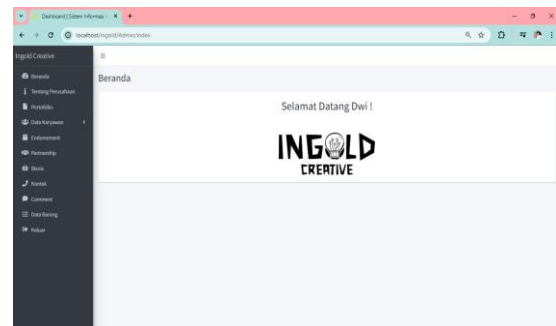 Dashboard | Sistem Informasi
localhost/ingold/Admin/index
Ingold Creative
Beranda
Tentang Perusahaan
Portofolio
Data Karyawan
Endorsement
Partnership
Bisnis
Kontak
Comment
Data Barang
Keluar
Beranda
Selamat Datang Dwi !
INGOLD
CREATIVE